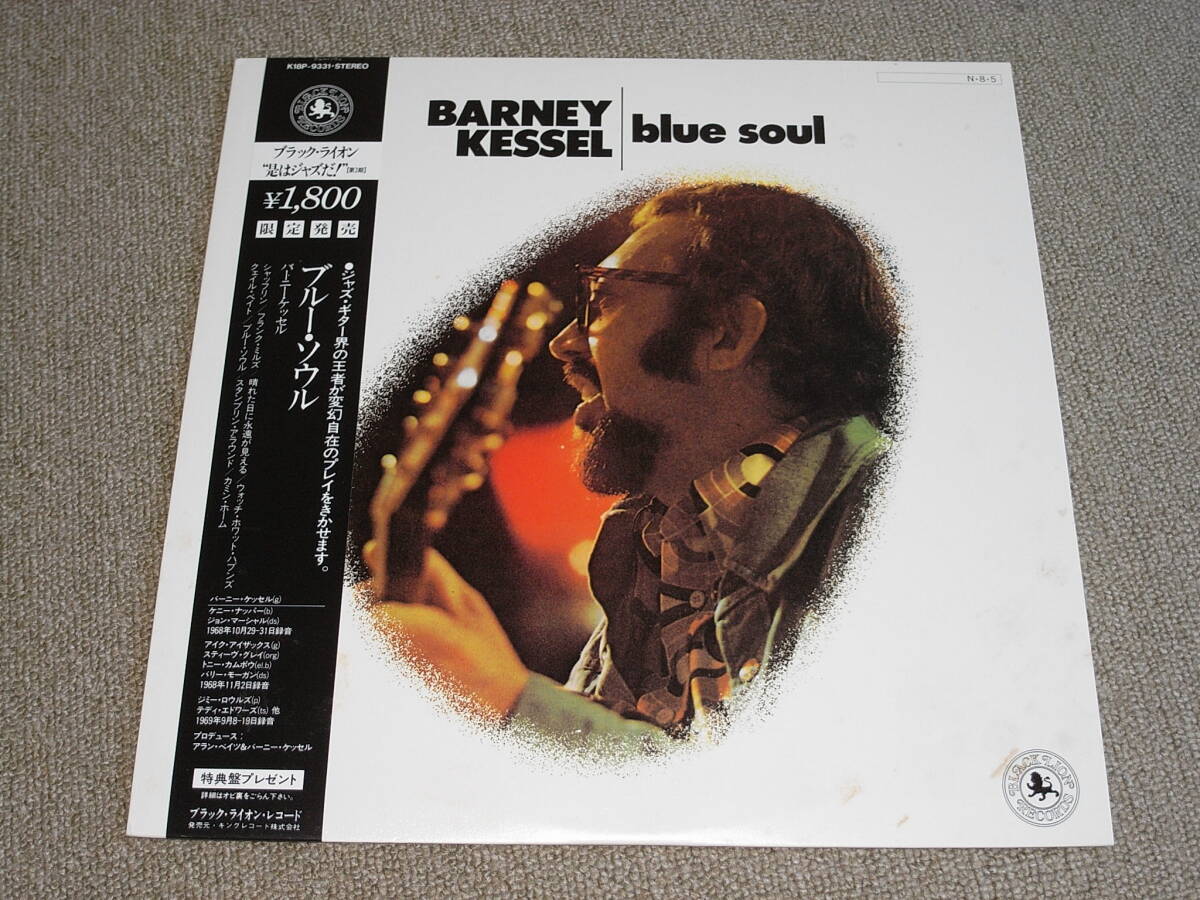 K18P-9331・STEREO
BLACK LION
RECORDS
ブラック・ライオン
“是はジャズだ!”[第2期]
¥1,800
限定発売
●ジャズ・ギター界の王者が変幻自在のプレイをきかせます。
ブルー・ソウル
バーニー・ケッセル
シャッフリン/フランク・ミルズ 晴れた日に永遠が見える/ウォッチ・ホワット・ハプンズ
クェイル・ベイト/ブルー・ソウル スタンプリン・アラウンド/カミン・ホーム
バーニー・ケッセル(g)
ケニー・ナッパー(b)
ジョン・マーシャル(ds)
1968年10月29-31日録音
アイク・アイザックス(g)
スティーヴ・グレイ(org)
トニー・カムボウ(el.b)
バリー・モーガン(ds)
1968年11月2日録音
ジミー・ロウルズ(p)
テディ・エドワーズ(ts) 他
1969年9月8-19日録音
プロデュース:
アラン・ベイツ&バーニー・ケッセル
特典盤プレゼント
詳細はオビ裏をごらん下さい。
ブラック・ライオン・レコード
発売元・キングレコード株式会社
BARNEY
KESSEL
blue soul
N・8・5
BLACK LION
RECORDS